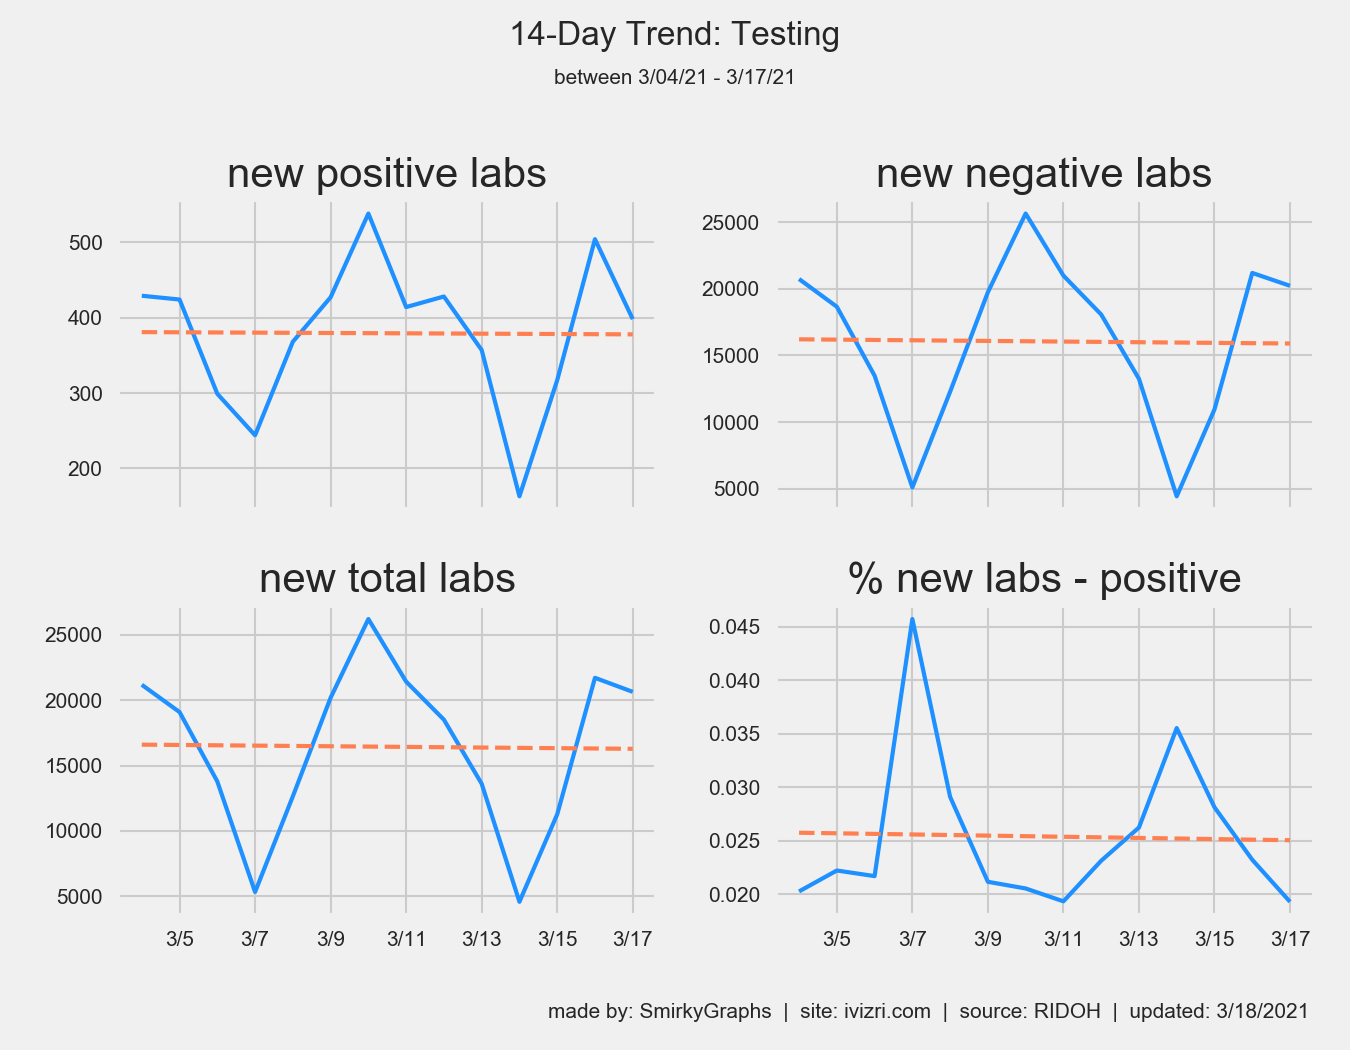 14-Day Trend: Testing
between 3/04/21 - 3/17/21
new positive labs
500
400
300
200
new negative labs
25000
20000
15000
10000
5000
new total labs
25000
20000
15000
10000
5000
3/5 3/7 3/9 3/11 3/13 3/15 3/17
% new labs - positive
0.045
0.040
0.035
0.030
0.025
0.020
3/5 3/7 3/9 3/11 3/13 3/15 3/17
made by: SmirkyGraphs | site: ivizri.com | source: RIDOH | updated: 3/18/2021